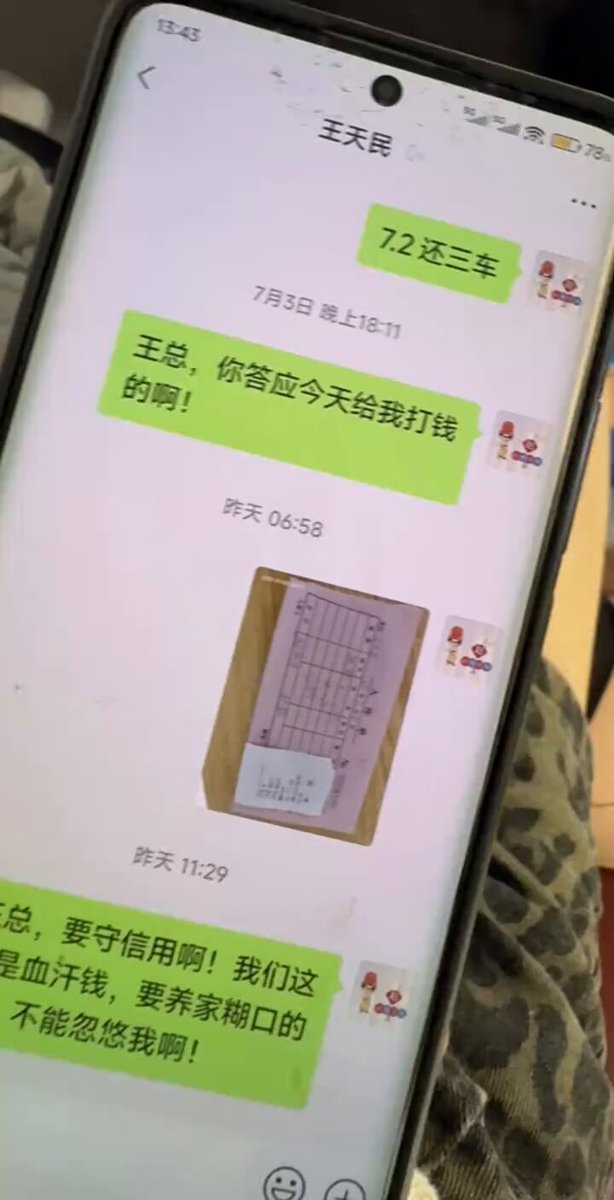 13:43
78%
王天民
7.2 还三车
7月3日 晚上18:11
王总，你答应今天给我打钱
的啊！
昨天 06:58
昨天 11:29
王总，要守信用啊！我们这
是血汗钱，要养家糊口的
不能忽悠我啊！